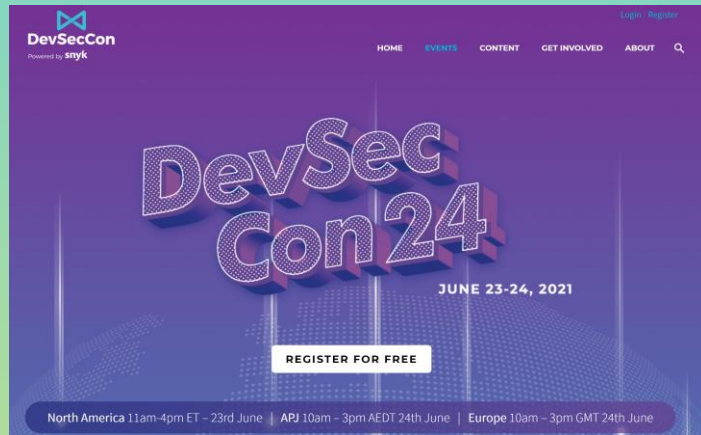 Login / Register
DevSecCon
Powered by snyk
HOME EVENTS CONTENT GET INVOLVED ABOUT
DevSec
Con 24
JUNE 23-24, 2021
REGISTER FOR FREE
North America 11am-4pm ET – 23rd June | APJ 10am – 3pm AEDT 24th June | Europe 10am – 3pm GMT 24th June